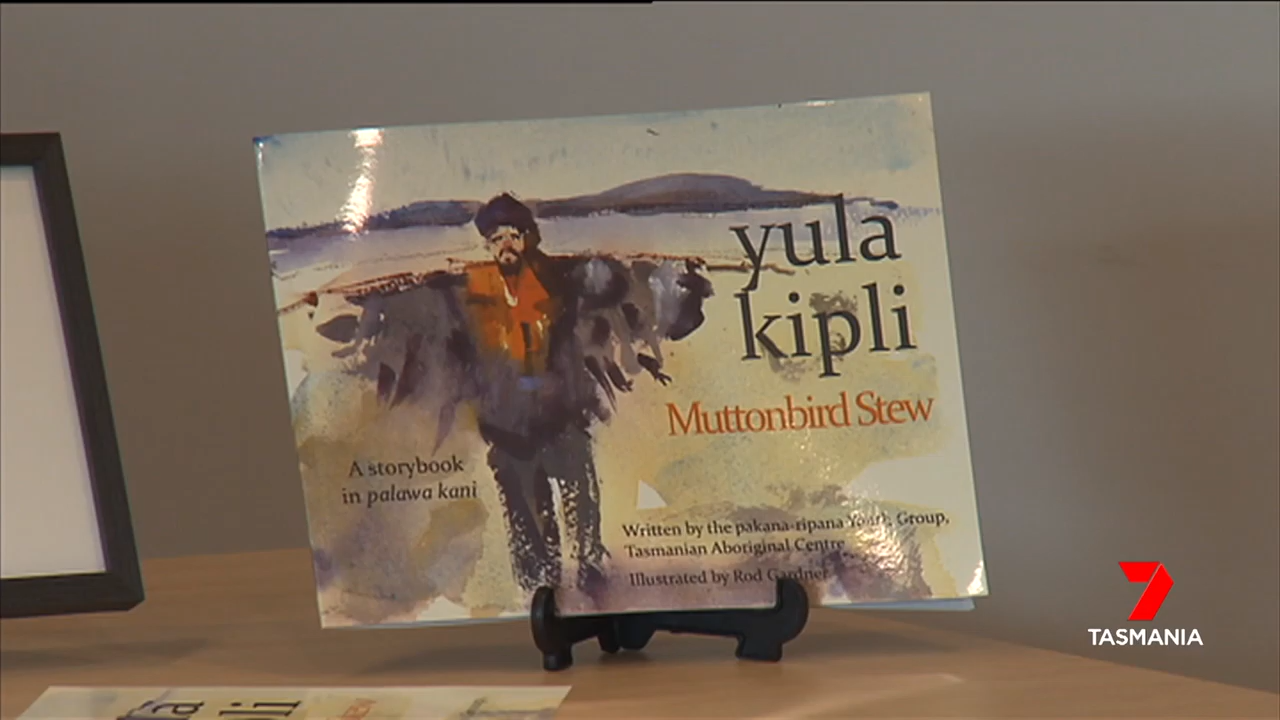 yula
kipli
Muttonbird Stew
A storybook
in palawa kani
Written by the pakana-ripana Youth Group,
Tasmanian Aboriginal Centre
Illustrated by Rod Gardner
7
TASMANIA